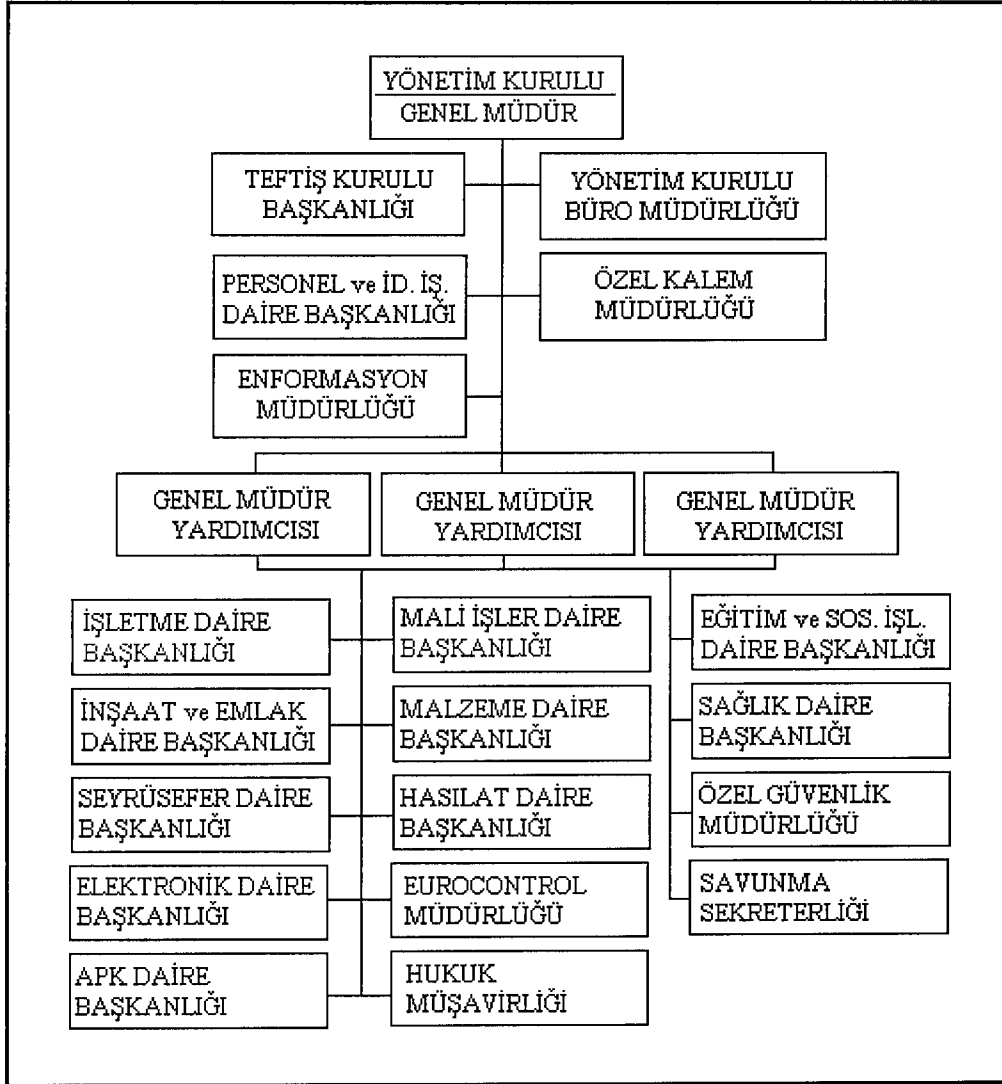 YÖNETİM KURULU
GENEL MÜDÜR
TEFTİŞ KURULU
BAŞKANLIĞI
YÖNETİM KURULU
BÜRO MÜDÜRLÜĞÜ
PERSONEL ve İD. İŞ.
DAİRE BAŞKANLIĞI
ÖZEL KALEM
MÜDÜRLÜĞÜ
ENFORMASYON
MÜDÜRLÜĞÜ
GENEL MÜDÜR
YARDIMCISI
GENEL MÜDÜR
YARDIMCISI
GENEL MÜDÜR
YARDIMCISI
İŞLETME DAİRE
BAŞKANLIĞI
MALİ İŞLER DAİRE
BAŞKANLIĞI
EĞİTİM ve SOS. İŞL.
DAİRE BAŞKANLIĞI
İNŞAAT ve EMLAK
DAİRE BAŞKANLIĞI
MALZEME DAİRE
BAŞKANLIĞI
SAĞLIK DAİRE
BAŞKANLIĞI
SEYRÜSEFER DAİRE
BAŞKANLIĞI
HASILAT DAİRE
BAŞKANLIĞI
ÖZEL GÜVENLİK
MÜDÜRLÜĞÜ
ELEKTRONİK DAİRE
BAŞKANLIĞI
EUROCONTROL
MÜDÜRLÜĞÜ
SAVUNMA
SEKRETERLİĞİ
APK DAİRE
BAŞKANLIĞI
HUKUK
MÜŞAVİRLİĞİ